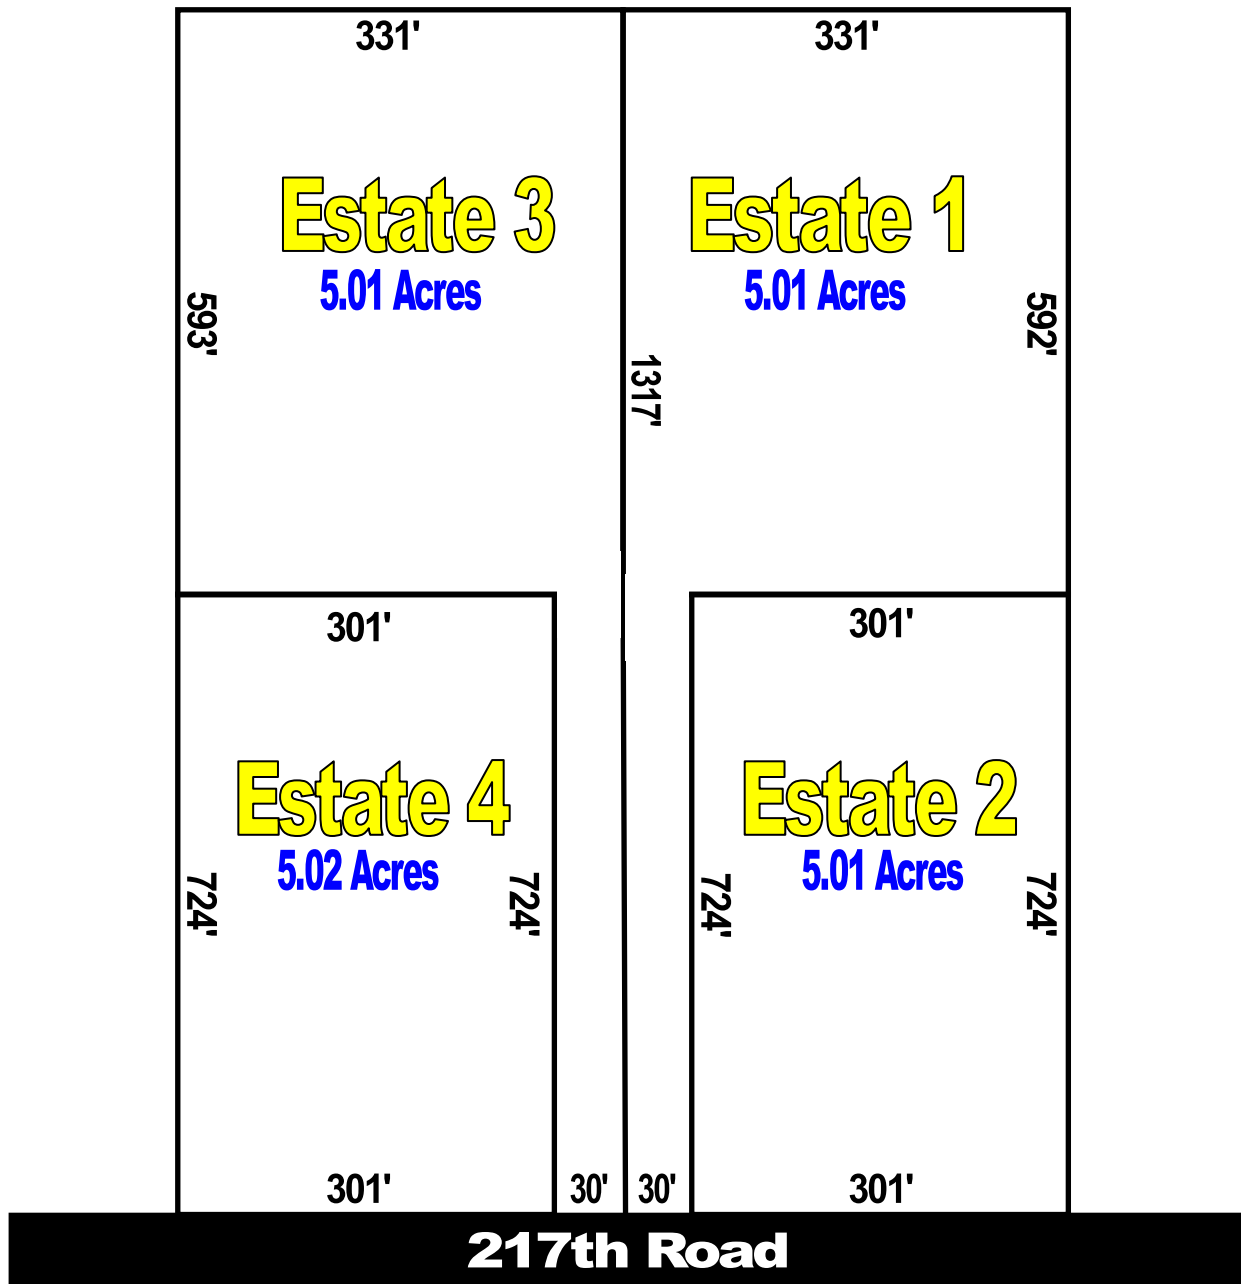 331'
331'
Estate 3
5.01 Acres
Estate 1
5.01 Acres
593'
592'
1317'
301'
301'
Estate 4
5.02 Acres
Estate 2
5.01 Acres
724'
724'
724'
724'
301'
30'
30'
301'
217th Road